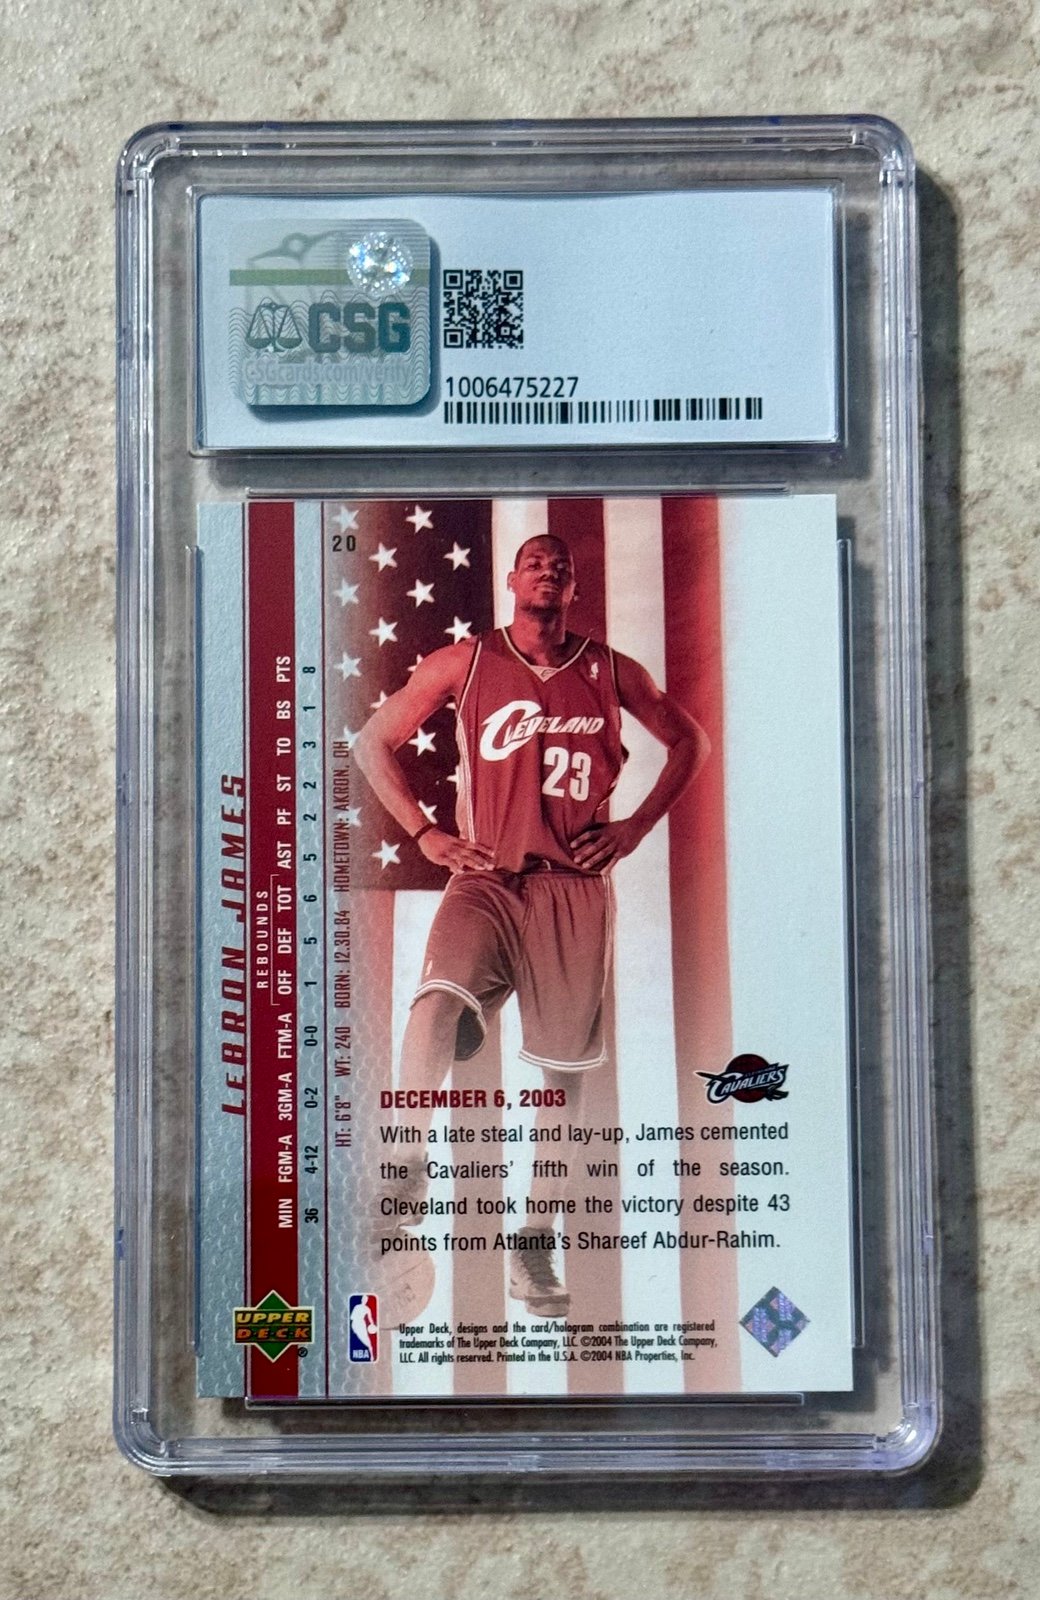 CSG
CSGcards.com/verify
1006475227
20
LEBRON JAMES
REBOUNDS
MIN FGM-A 3GM-A FTM-A OFF DEF TOT AST PF ST TO BS PTS
36 4-12 0-2 0-0 1 5 6 5 2 2 3 1 8
HT: 6'8" WT: 240 BORN: 12.30.84 HOMETOWN: AKRON, OH
CLEVELAND
23
CAVALIERS
DECEMBER 6, 2003
With a late steal and lay-up, James cemented
the Cavaliers' fifth win of the season.
Cleveland took home the victory despite 43
points from Atlanta's Shareef Abdur-Rahim.
UPPER
DECK
®
NBA
Upper Deck, designs and the card/hologram combination are registered
trademarks of The Upper Deck Company, LLC. ©2004 The Upper Deck Company,
LLC. All rights reserved. Printed in the U.S.A. ©2004 NBA Properties, Inc.